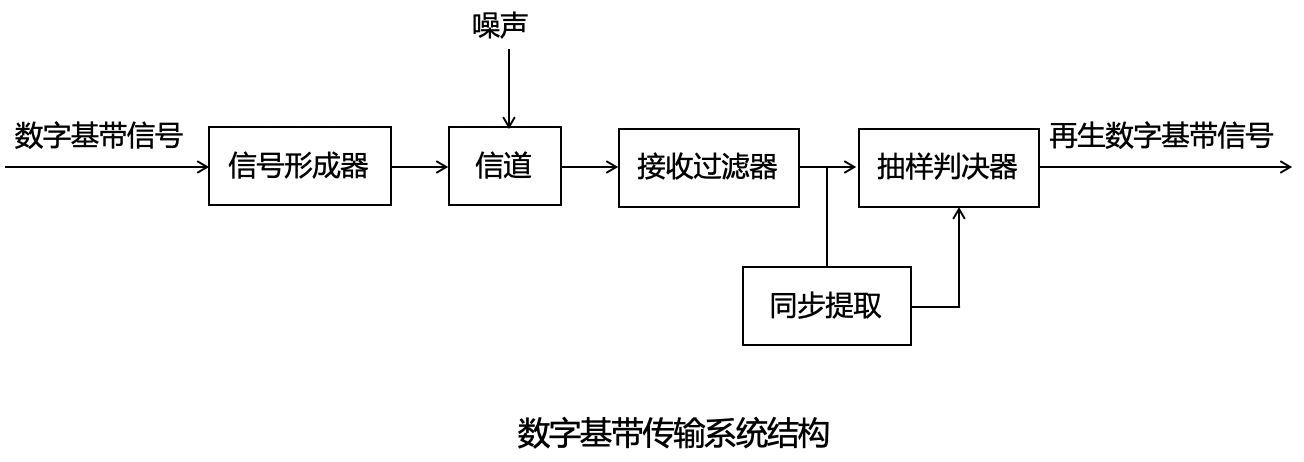 噪声
数字基带信号
信号形成器
信道
接收过滤器
抽样判决器
再生数字基带信号
同步提取
数字基带传输系统结构